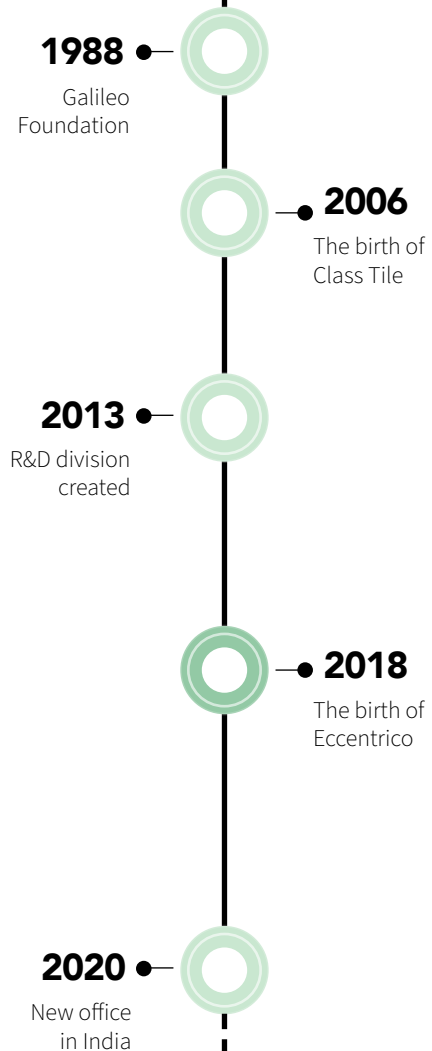 1988
Galileo
Foundation
2006
The birth of
Class Tile
2013
R&D division
created
2018
The birth of
Eccentrico
2020
New office
in India